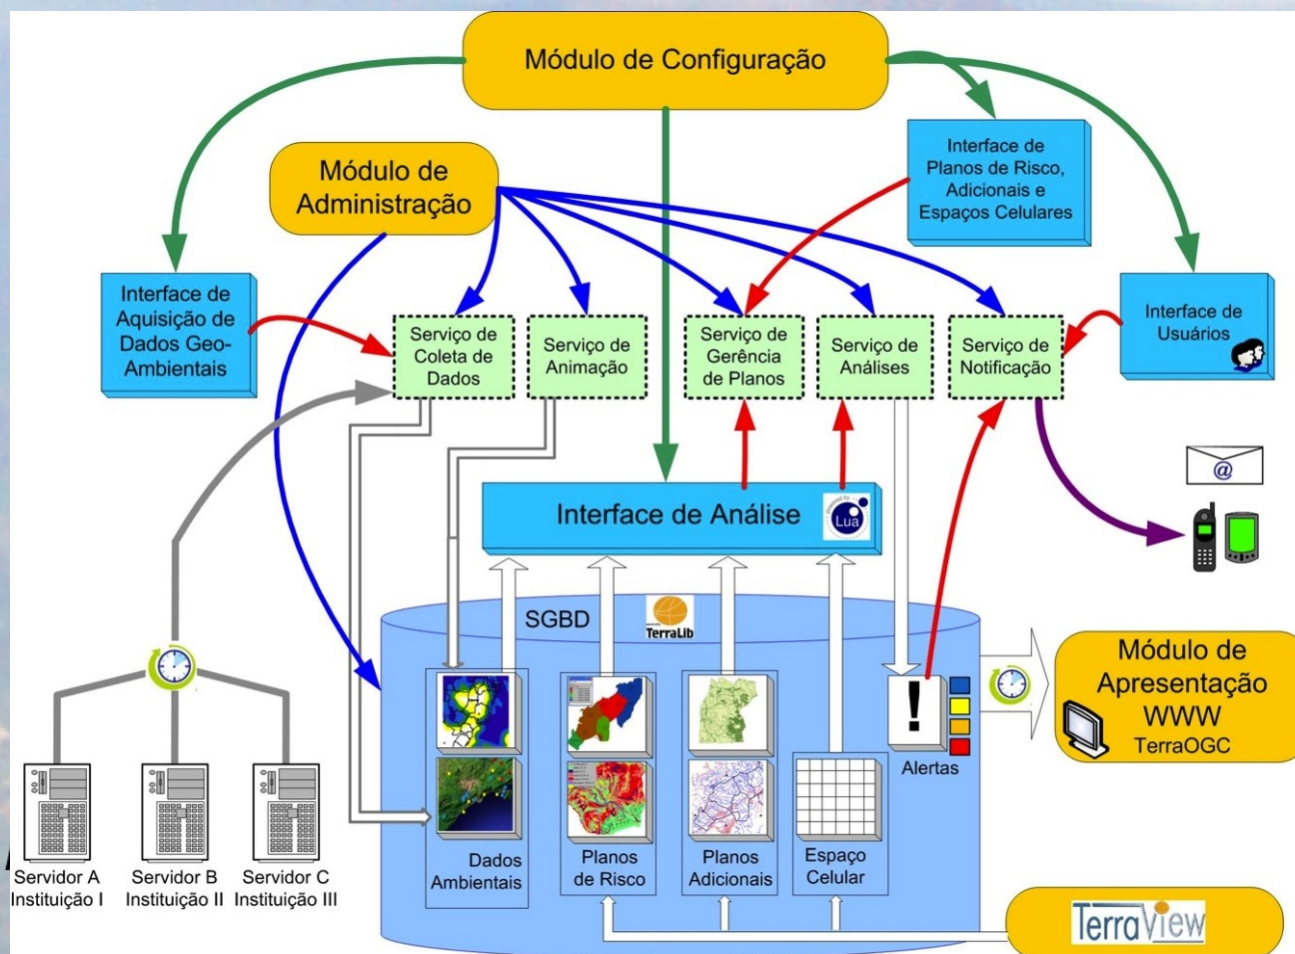 Módulo de Configuração
Módulo de
Administração
Interface de
Planos de Risco,
Adicionais e
Espaços Celulares
Interface de
Aquisição de
Dados Geo-
Ambientais
Serviço de
Coleta de
Dados
Serviço de
Animação
Serviço de
Gerência
de Planos
Serviço de
Análises
Serviço de
Notificação
Interface de
Usuários
@
Interface de Análise
powered by
Lua
SGBD
TerraLib
Módulo de
Apresentação
WWW
TerraOGC
!
Alertas
Dados
Ambientais
Planos
de Risco
Planos
Adicionais
Espaço
Celular
Servidor A
Instituição I
Servidor B
Instituição II
Servidor C
Instituição III
TerraView